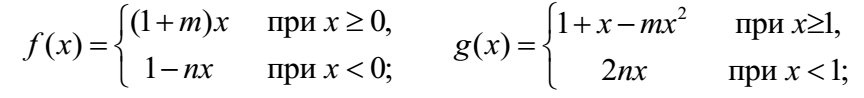 f(x) = { (1+m)x при x ≥ 0, 1−nx при x < 0; g(x) = { 1+x−mx² при x≥1, 2nx при x < 1;